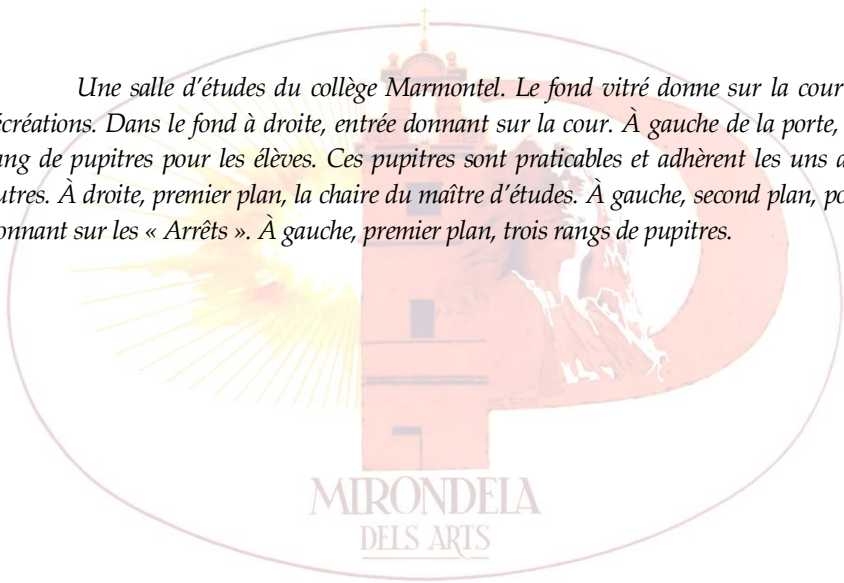 Une salle d'études du collège Marmontel. Le fond vitré donne sur la cour
écréations. Dans le fond à droite, entrée donnant sur la cour. À gauche de la porte,
ang de pupitres pour les élèves. Ces pupitres sont praticables et adhèrent les uns a
utres. À droite, premier plan, la chaire du maître d'études. À gauche, second plan, po
onnant sur les « Arrêts ». À gauche, premier plan, trois rangs de pupitres.
MIRONDELA
DELS ARTS